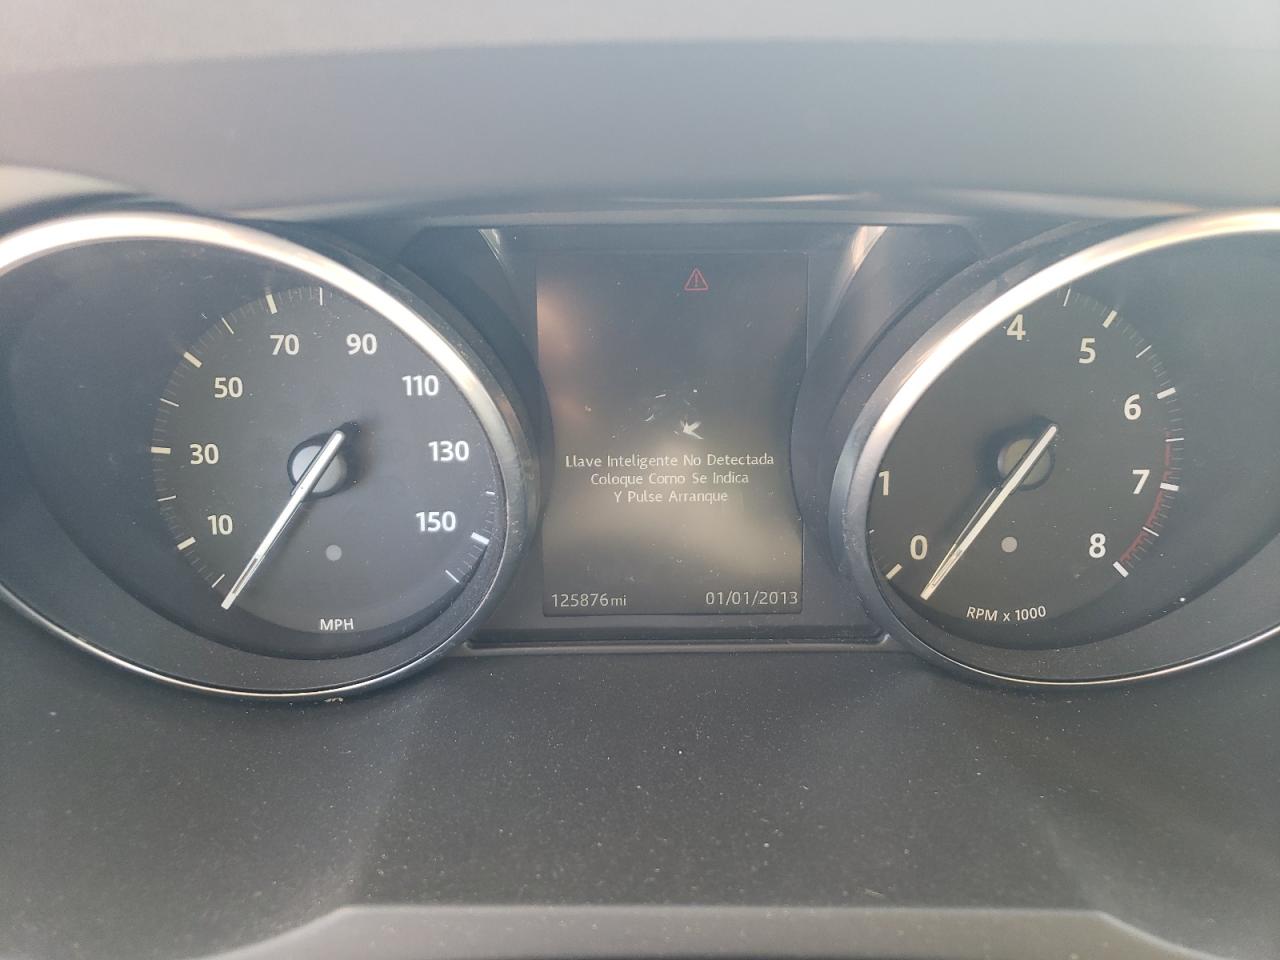 70 90
50 110
30 130
10 150
MPH
Llave Inteligente No Detectada
Coloque Como Se Indica
Y Pulse Arranque
125876mi 01/01/2013
4
5
6
1
7
0 8
RPM x 1000